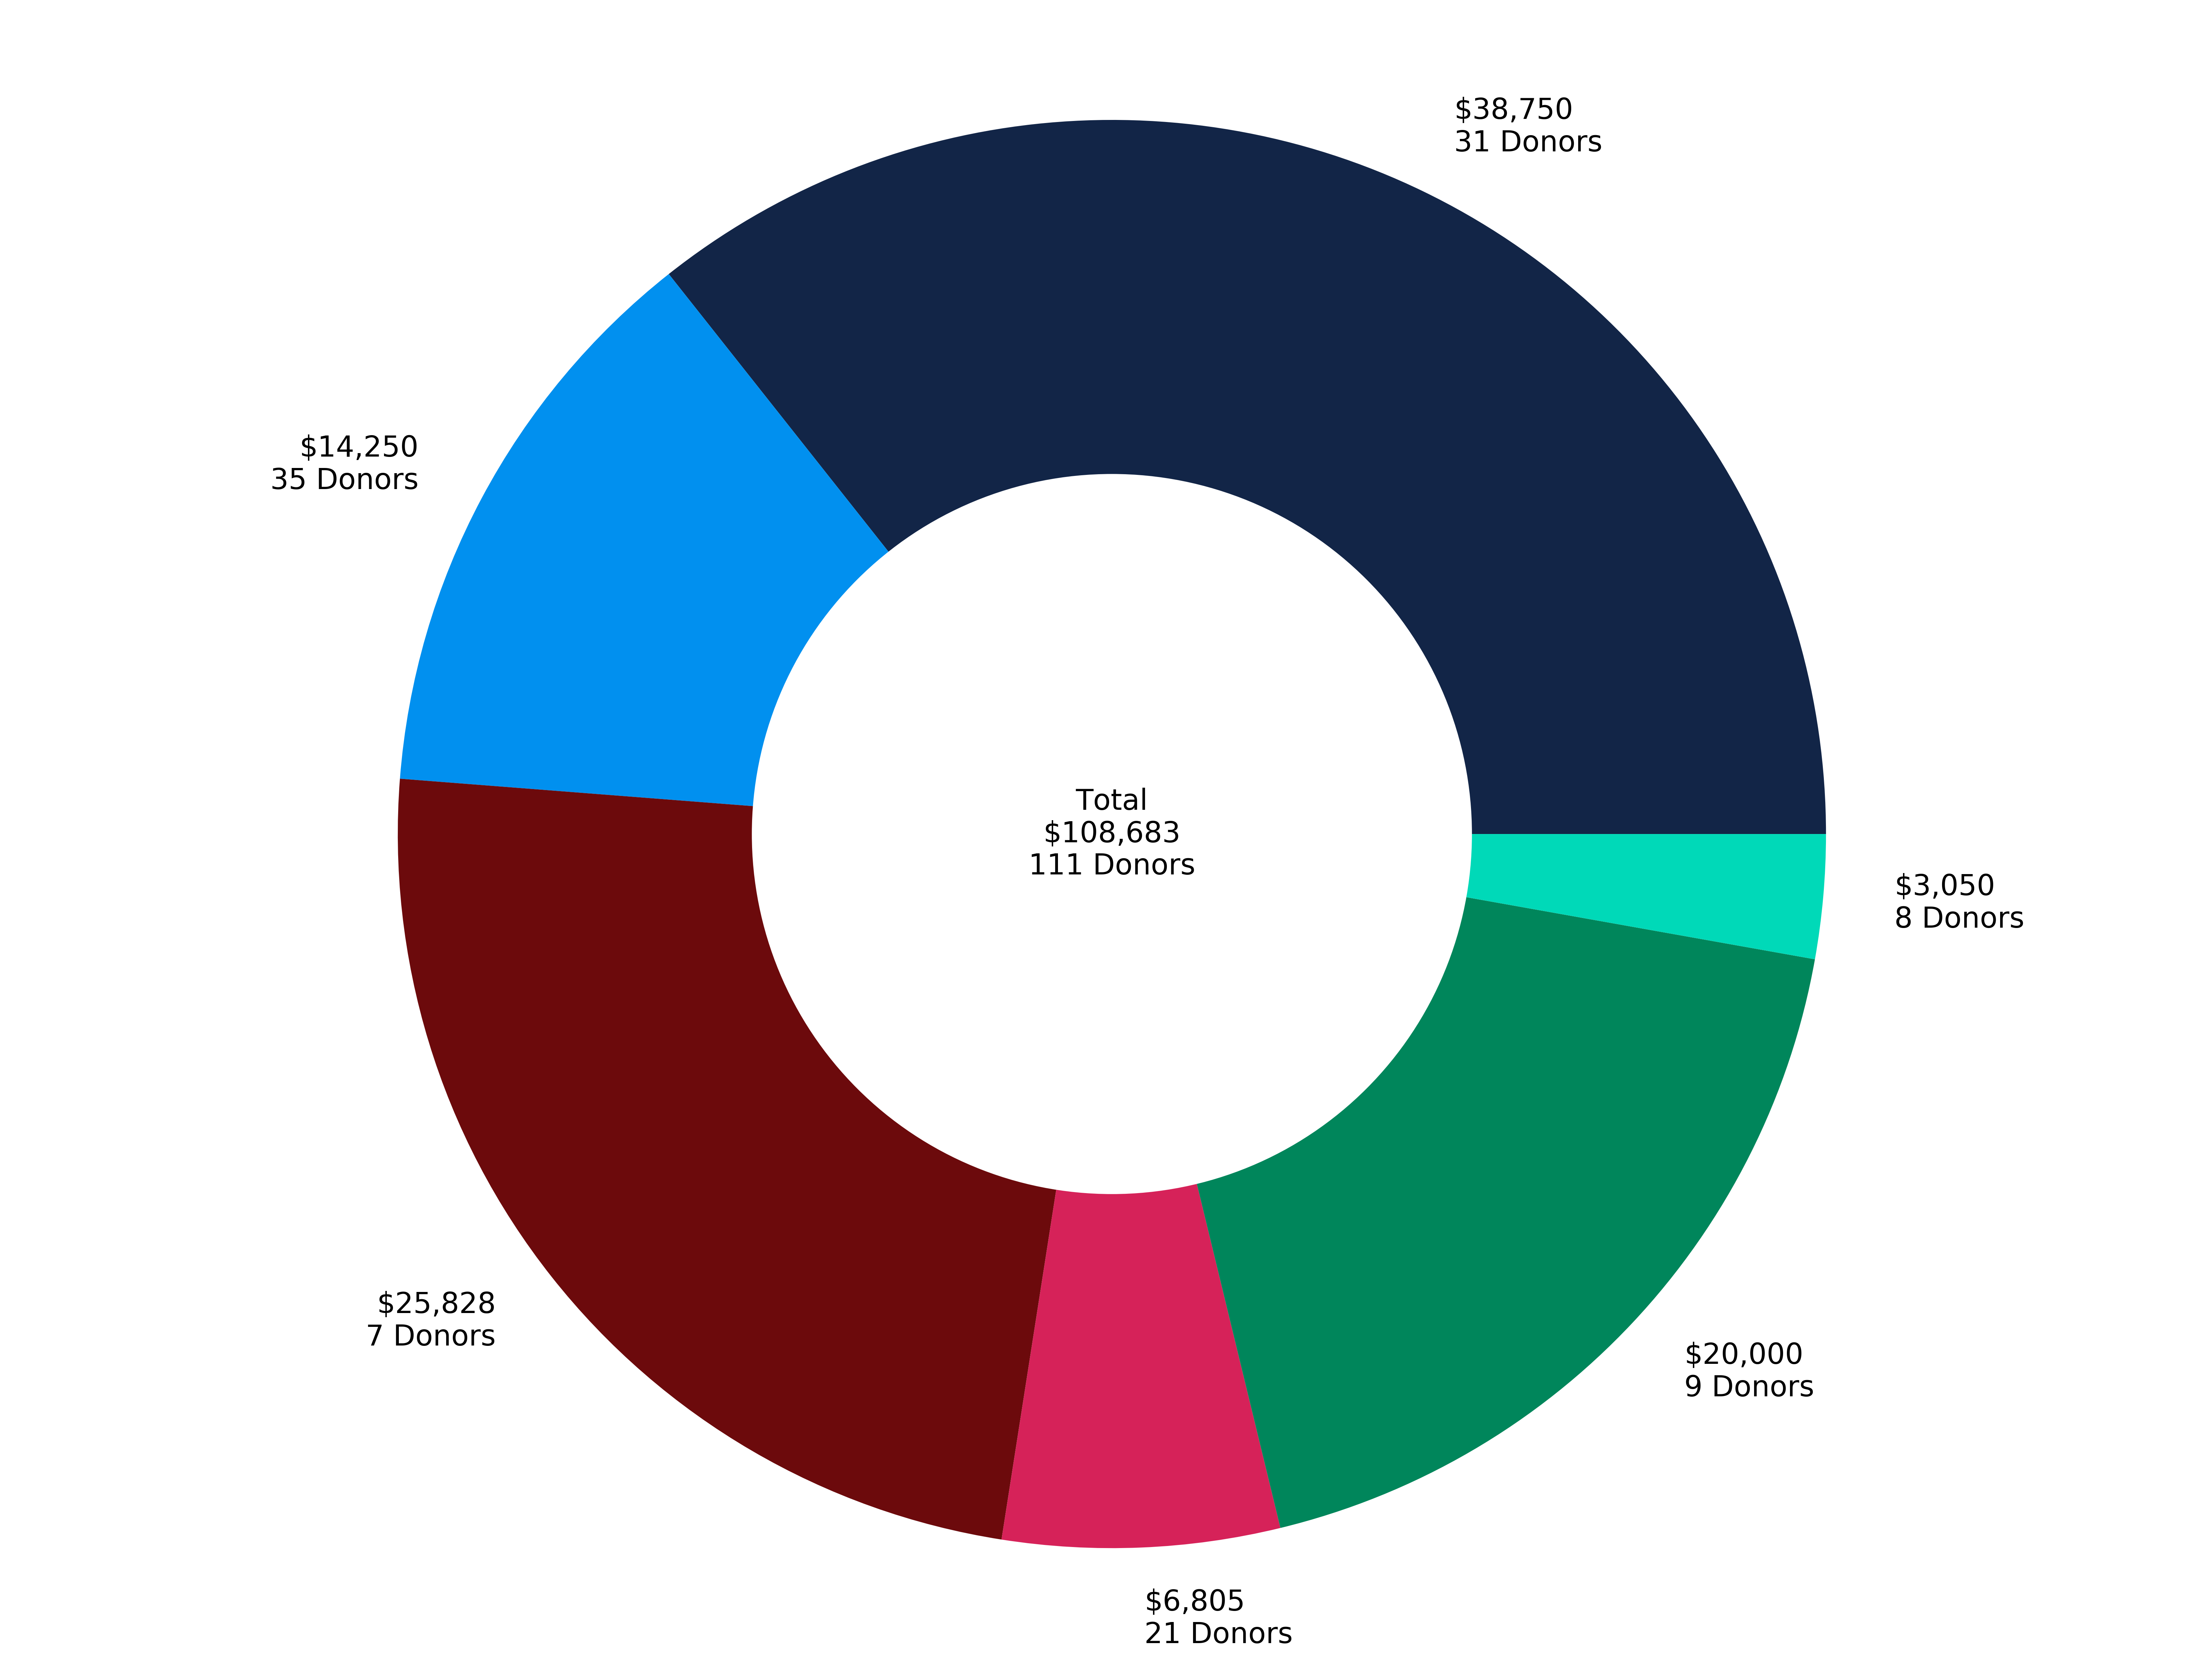 $38,750
31 Donors
$14,250
35 Donors
Total
$108,683
111 Donors
$3,050
8 Donors
$25,828
7 Donors
$20,000
9 Donors
$6,805
21 Donors